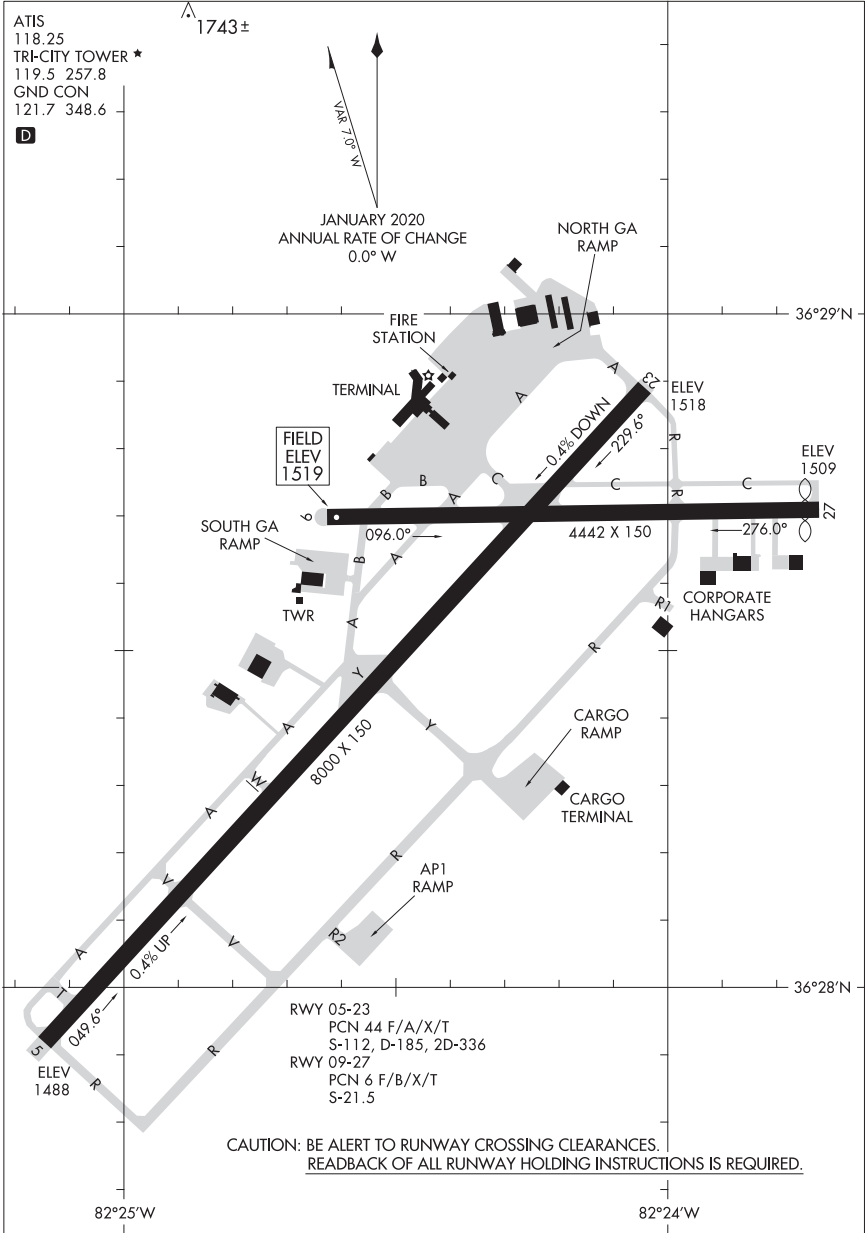 ATIS
118.25
TRI-CITY TOWER ★
119.5 257.8
GND CON
121.7 348.6
D
1743±
VAR 7.0° W
JANUARY 2020
ANNUAL RATE OF CHANGE
0.0° W
NORTH GA
RAMP
36°29'N
FIRE
STATION
TERMINAL
A
A
23
ELEV
1518
R
0.4% DOWN
229.6°
FIELD
ELEV
1519
ELEV
1509
B
B
A
C
C
R
C
9
096.0°
4442 X 150
276.0°
27
SOUTH GA
RAMP
B
A
TWR
CORPORATE
HANGARS
R1
A
R
Y
Y
A
8000 X 150
CARGO
RAMP
W
A
CARGO
TERMINAL
R
AP1
RAMP
V
V
R2
A
0.4% UP
T
049.6°
36°28'N
5
ELEV
1488
R
R
RWY 05-23
PCN 44 F/A/X/T
S-112, D-185, 2D-336
RWY 09-27
PCN 6 F/B/X/T
S-21.5
CAUTION: BE ALERT TO RUNWAY CROSSING CLEARANCES.
READBACK OF ALL RUNWAY HOLDING INSTRUCTIONS IS REQUIRED.
82°25'W
82°24'W